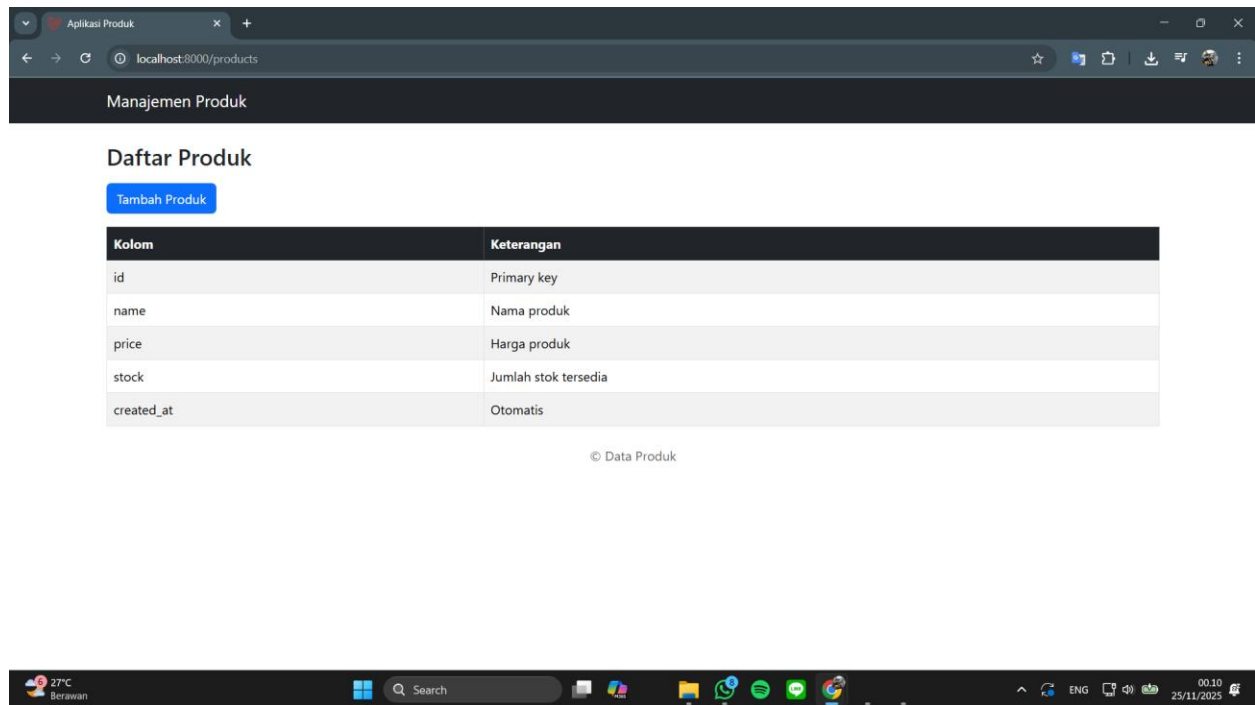 Aplikasi Produk
localhost:8000/products
Manajemen Produk
Daftar Produk
Tambah Produk
Kolom Keterangan
id Primary key
name Nama produk
price Harga produk
stock Jumlah stok tersedia
created_at Otomatis
© Data Produk
27°C
Berawan
Search
ENG
00.10
25/11/2025